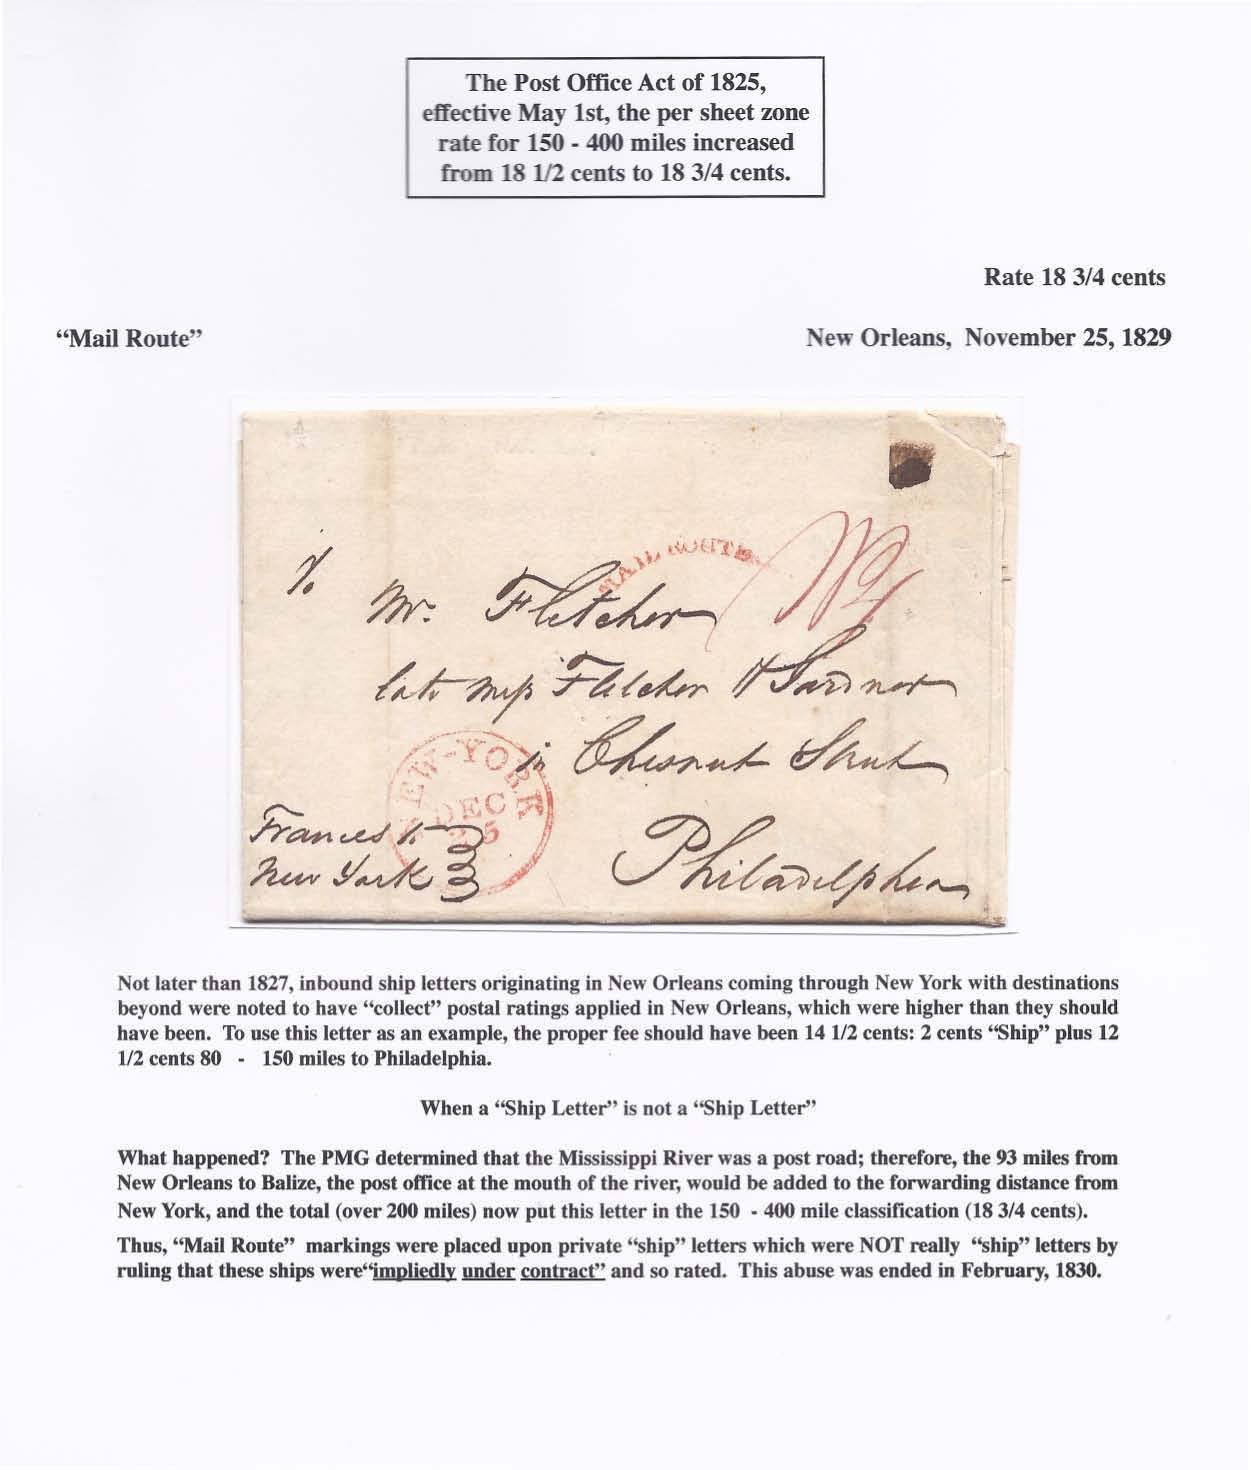 The Post Office Act of 1825,
effective May 1st, the per sheet zone
rate for 150 - 400 miles increased
from 18 1/2 cents to 18 3/4 cents.
Rate 18 3/4 cents
“Mail Route”
New Orleans, November 25, 1829
MAIL ROUTE
Mr. Fletcher
late Fletcher & Gardner
in Chesnut Street
NEW-YORK
DEC
25
Frances 1st
New York
Philadelphia
Not later than 1827, inbound ship letters originating in New Orleans coming through New York with destinations
beyond were noted to have “collect” postal ratings applied in New Orleans, which were higher than they should
have been. To use this letter as an example, the proper fee should have been 14 1/2 cents: 2 cents “Ship” plus 12
1/2 cents 80 - 150 miles to Philadelphia.
When a “Ship Letter” is not a “Ship Letter”
What happened? The PMG determined that the Mississippi River was a post road; therefore, the 93 miles from
New Orleans to Balize, the post office at the mouth of the river, would be added to the forwarding distance from
New York, and the total (over 200 miles) now put this letter in the 150 - 400 mile classification (18 3/4 cents).
Thus, “Mail Route” markings were placed upon private “ship” letters which were NOT really “ship” letters by
ruling that these ships were“impliedly under contract” and so rated. This abuse was ended in February, 1830.